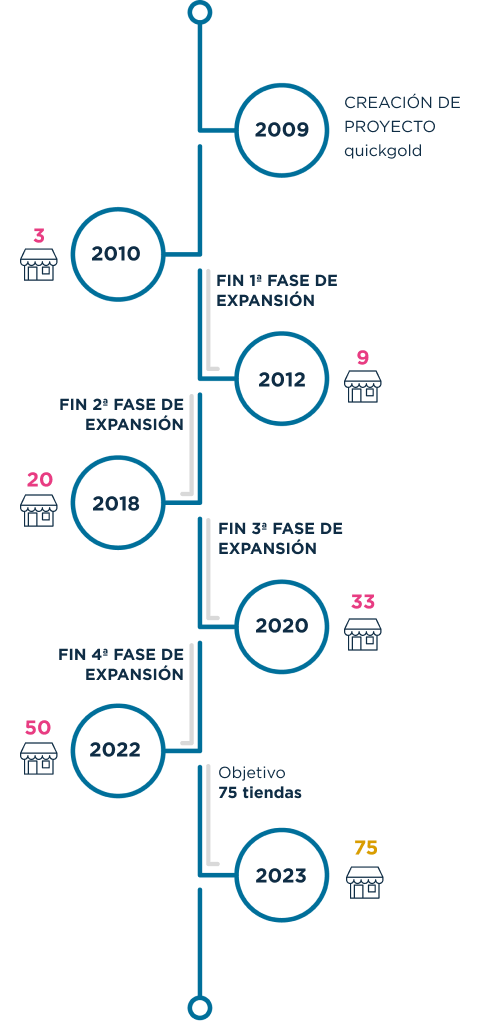 2009
CREACIÓN DE
PROYECTO
quickgold
3
2010
FIN 1ª FASE DE
EXPANSIÓN
2012
9
FIN 2ª FASE DE
EXPANSIÓN
20
2018
FIN 3ª FASE DE
EXPANSIÓN
33
2020
FIN 4ª FASE DE
EXPANSIÓN
50
2022
Objetivo
75 tiendas
75
2023